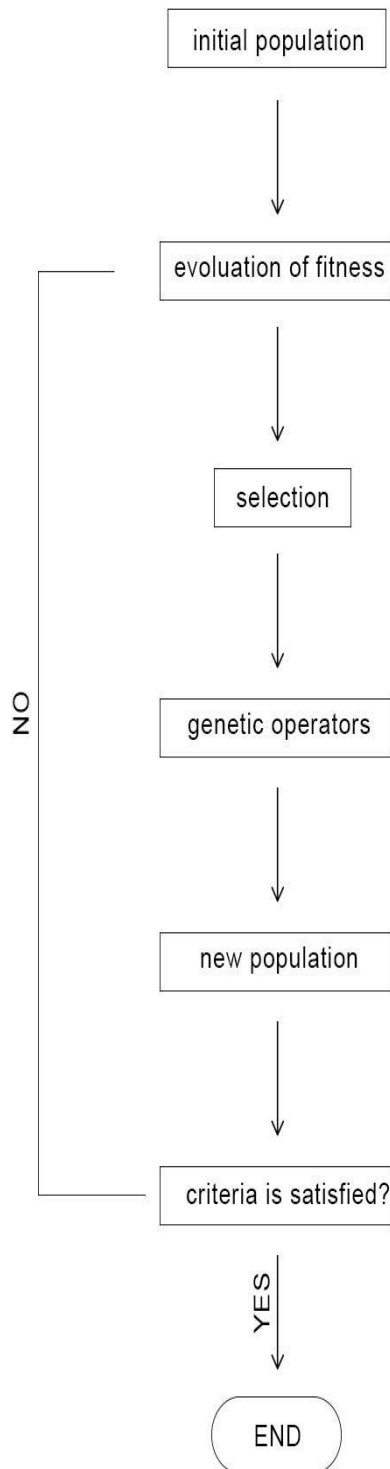 initial population
evoluation of fitness
selection
genetic operators
new population
criteria is satisfied?
NO
YES
END